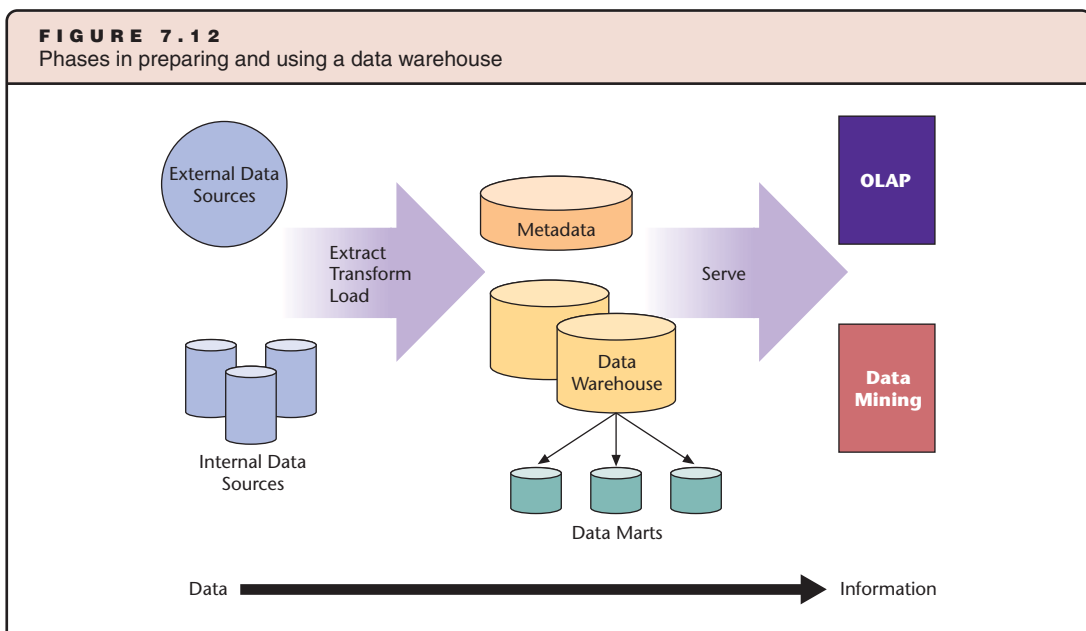 FIGURE 7.12
Phases in preparing and using a data warehouse
External Data
Sources
Extract
Transform
Load
Internal Data
Sources
Metadata
Data
Warehouse
Data Marts
Serve
OLAP
Data
Mining
Data
Information